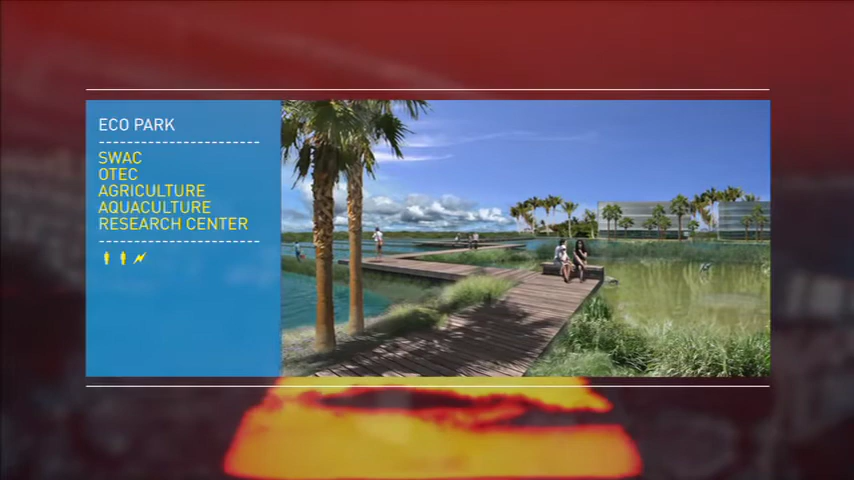 ECO PARK
SWAC
OTEC
AGRICULTURE
AQUACULTURE
RESEARCH CENTER